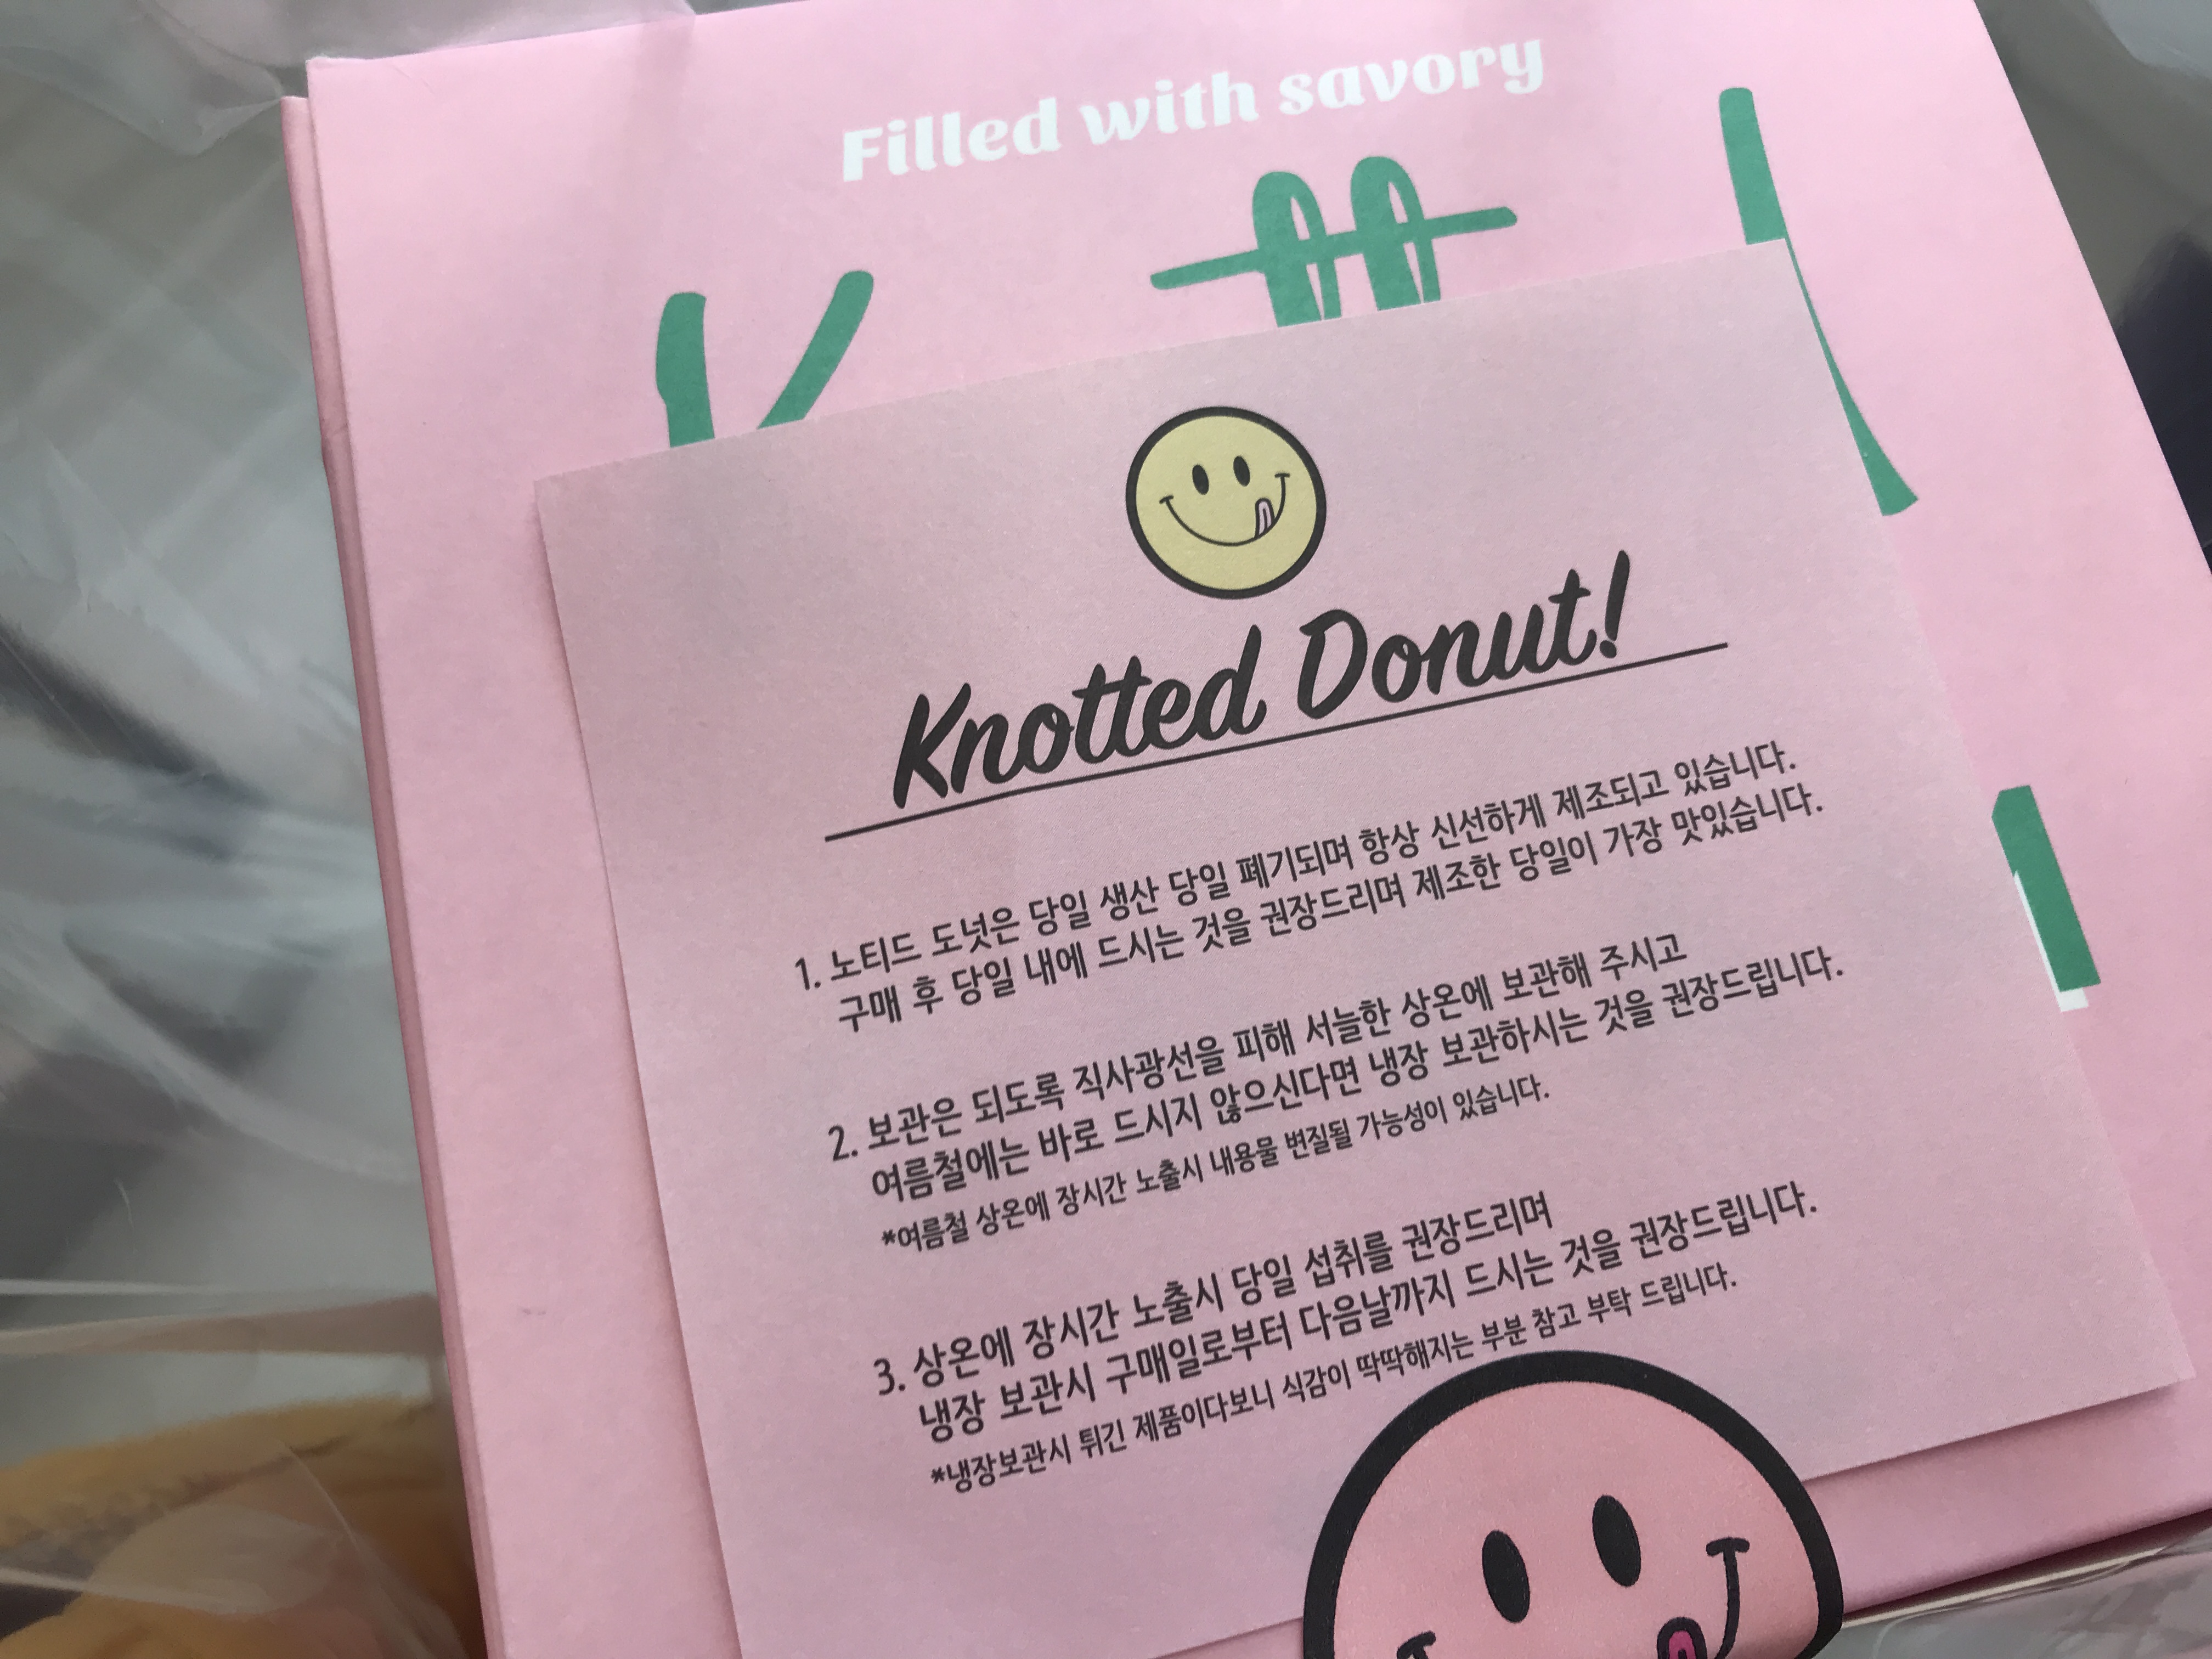 Filled with savory
Knotted Donut!
1. 노티드 도넛은 당일 생산 당일 폐기되며 항상 신선하게 제조되고 있습니다.
구매 후 당일 내에 드시는 것을 권장드리며 제조한 당일이 가장 맛있습니다.
2. 보관은 되도록 직사광선을 피해 서늘한 상온에 보관해 주시고
여름철에는 바로 드시지 않으신다면 냉장 보관하시는 것을 권장드립니다.
*여름철 상온에 장시간 노출시 내용물 변질될 가능성이 있습니다.
3. 상온에 장시간 노출시 당일 섭취를 권장드리며
냉장 보관시 구매일로부터 다음날까지 드시는 것을 권장드립니다.
*냉장보관시 튀긴 제품이다보니 식감이 딱딱해지는 부분 참고 부탁 드립니다.